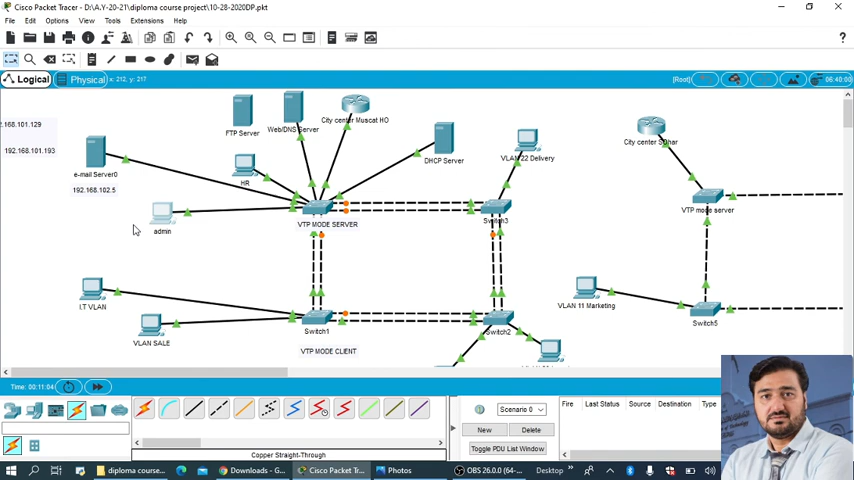 Cisco Packet Tracer - D:\A.Y-20-21\diploma course project\10-28-2020DP.pkt
File Edit Options View Tools Extensions Help
?
Logical Physical x: 212, y: 217 [Root] 06:40:00
FTP Server
Web/DNS Server
City center Muscat HO
192.168.101.193
e-mail Server0
192.168.102.5
HR
DHCP Server
VLAN 22 Delivery
City center SOhar
admin
VTP MODE SERVER
Switch3
VTP mode server
I.T VLAN
VLAN SALE
Switch1
VTP MODE CLIENT
Switch2
VLAN 11 Marketing
Switch5
Time: 00:11:04
Scenario 0
New Delete
Toggle PDU List Window
Fire Last Status Source Destination Type
Copper Straight-Through
diploma course... Downloads - G... Cisco Packet Tr... Photos OBS 26.0.0 (64-... Desktop